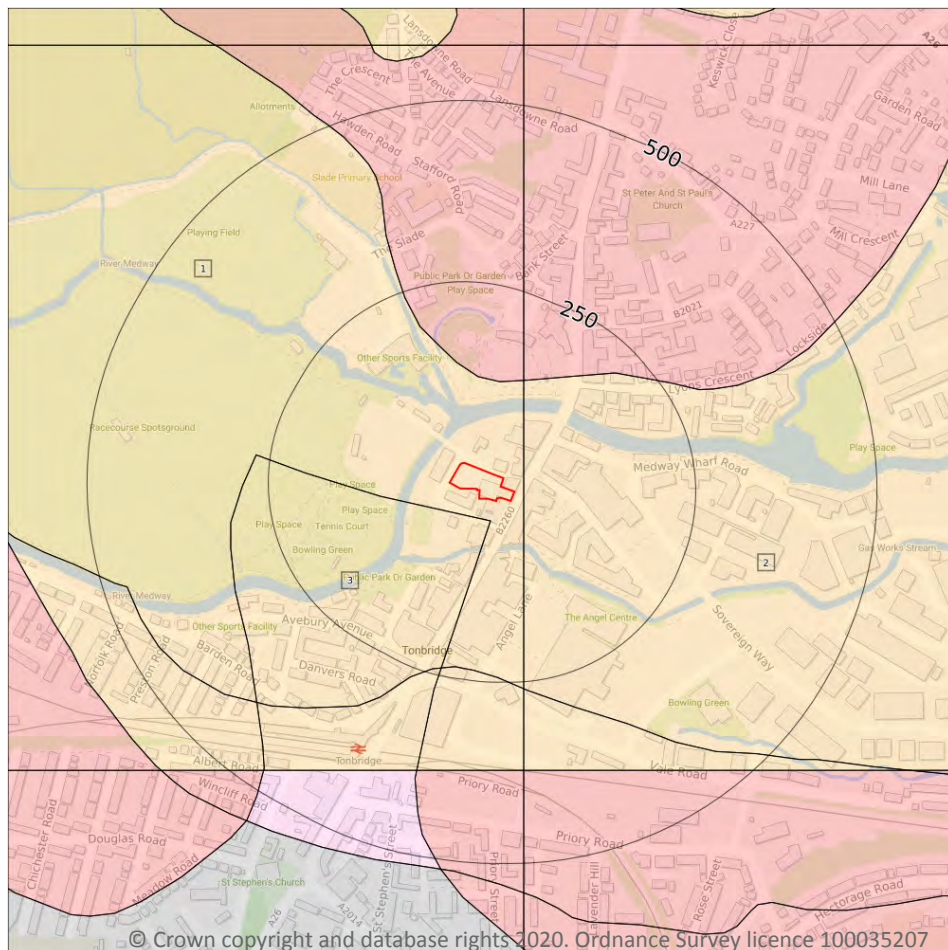 Lansdowne Road
The Avenue
The Crescent
Keswick Close
A26
Allotments
Hawden Road
Lansdowne Road
Garden Road
500
Stafford Road
Slade Primary School
Mill Lane
St Peter And St Paul's
Church
A227
Mill Crescent
Playing Field
The Slade
Bank Street
River Medway
1
Public Park Or Garden
Play Space
250
B2021
Lockside
Other Sports Facility
Lyons Crescent
Racecourse Spotsground
Play Space
Medway Wharf Road
Play Space
Play Space
Play Space
Tennis Court
B2260
Bowling Green
Gas Works Stream
2
3
Public Park Or Garden
River Medway
Other Sports Facility
Avebury Avenue
Angel Lane
The Angel Centre
Sovereign Way
Norfolk Road
Preston Road
Barden Road
Tonbridge
Danvers Road
Bowling Green
Albert Road
Tonbridge
Vale Road
Wincliff Road
Priory Road
Chichester Road
Douglas Road
Priory Road
Meadow Road
St Stephen's Church
St Stephen's Street
Priory Street
Lavender Hill
Rose Street
Hectorage Road
A26
A2014
© Crown copyright and database rights 2020. Ordnance Survey licence 100035207